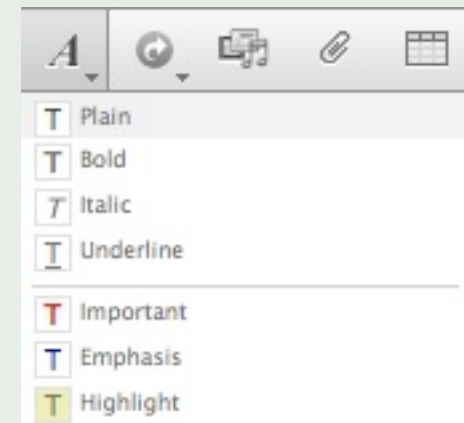 A
T Plain
T Bold
T Italic
T Underline
T Important
T Emphasis
T Highlight